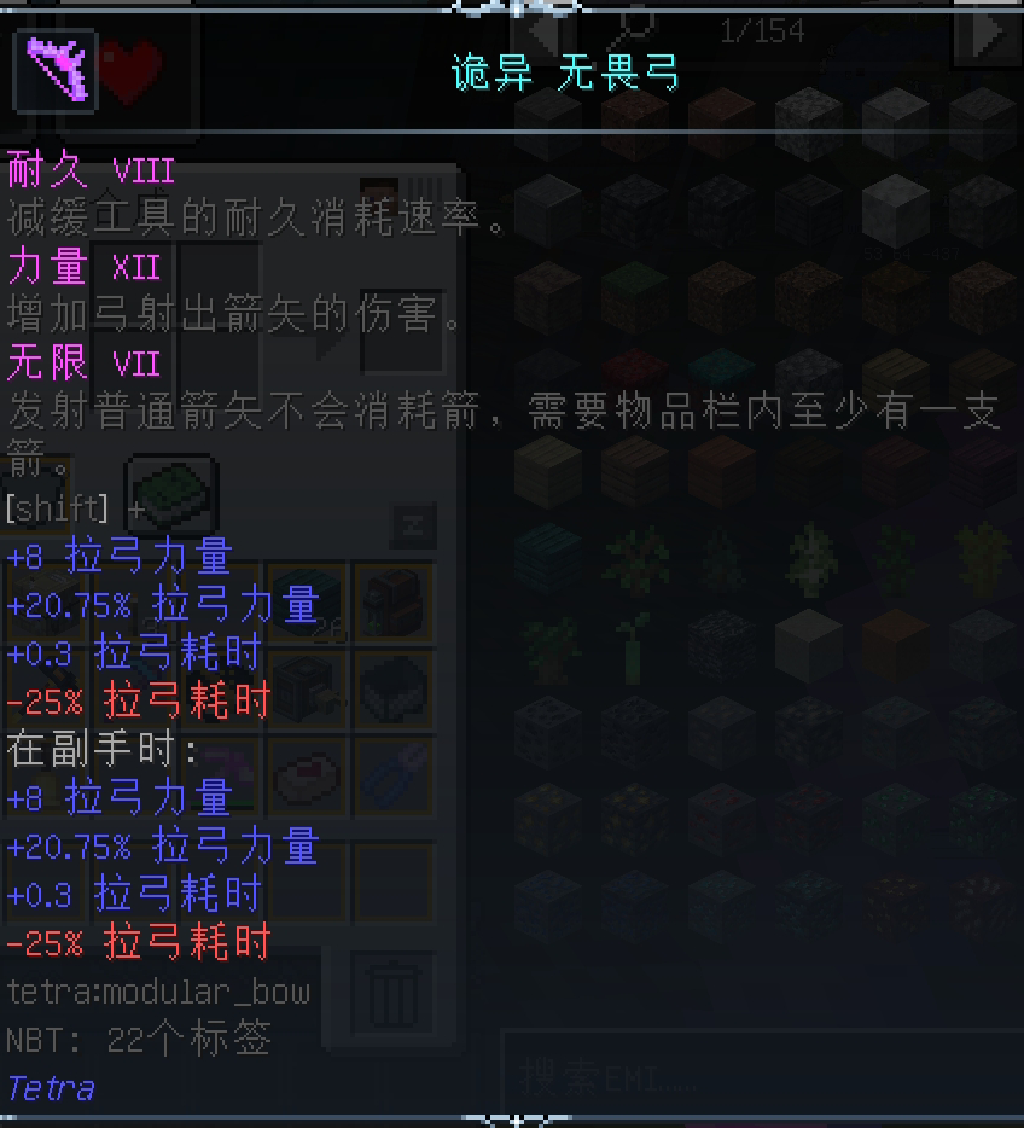 1/154
诡异 无畏弓
耐久 VIII
减缓工具的耐久消耗速率。
力量 XII
增加弓射出箭矢的伤害。
无限 VII
发射普通箭矢不会消耗箭，需要物品栏内至少有一支
箭。
[shift] +
+8 拉弓力量
+20.75% 拉弓力量
+0.3 拉弓耗时
-25% 拉弓耗时
在副手时:
+8 拉弓力量
+20.75% 拉弓力量
+0.3 拉弓耗时
-25% 拉弓耗时
tetra:modular_bow
NBT: 22个标签
搜索EMI……
Tetra